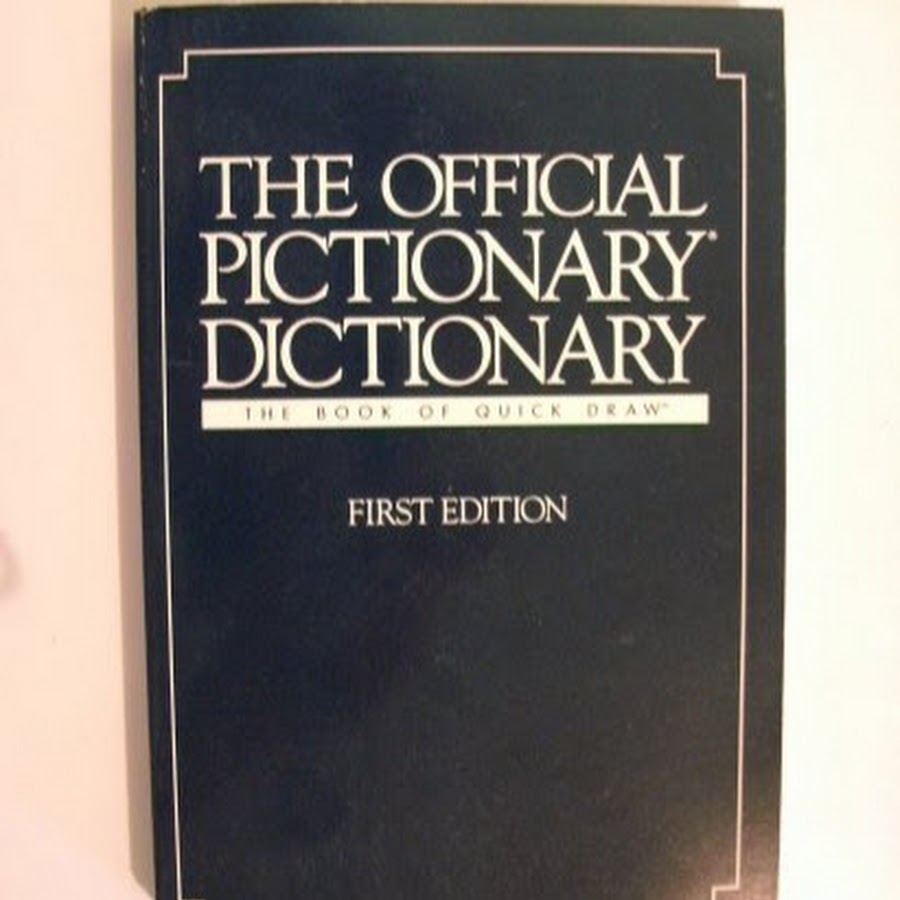 THE OFFICIAL
PICTIONARY®
DICTIONARY
THE BOOK OF QUICK DRAW™
FIRST EDITION